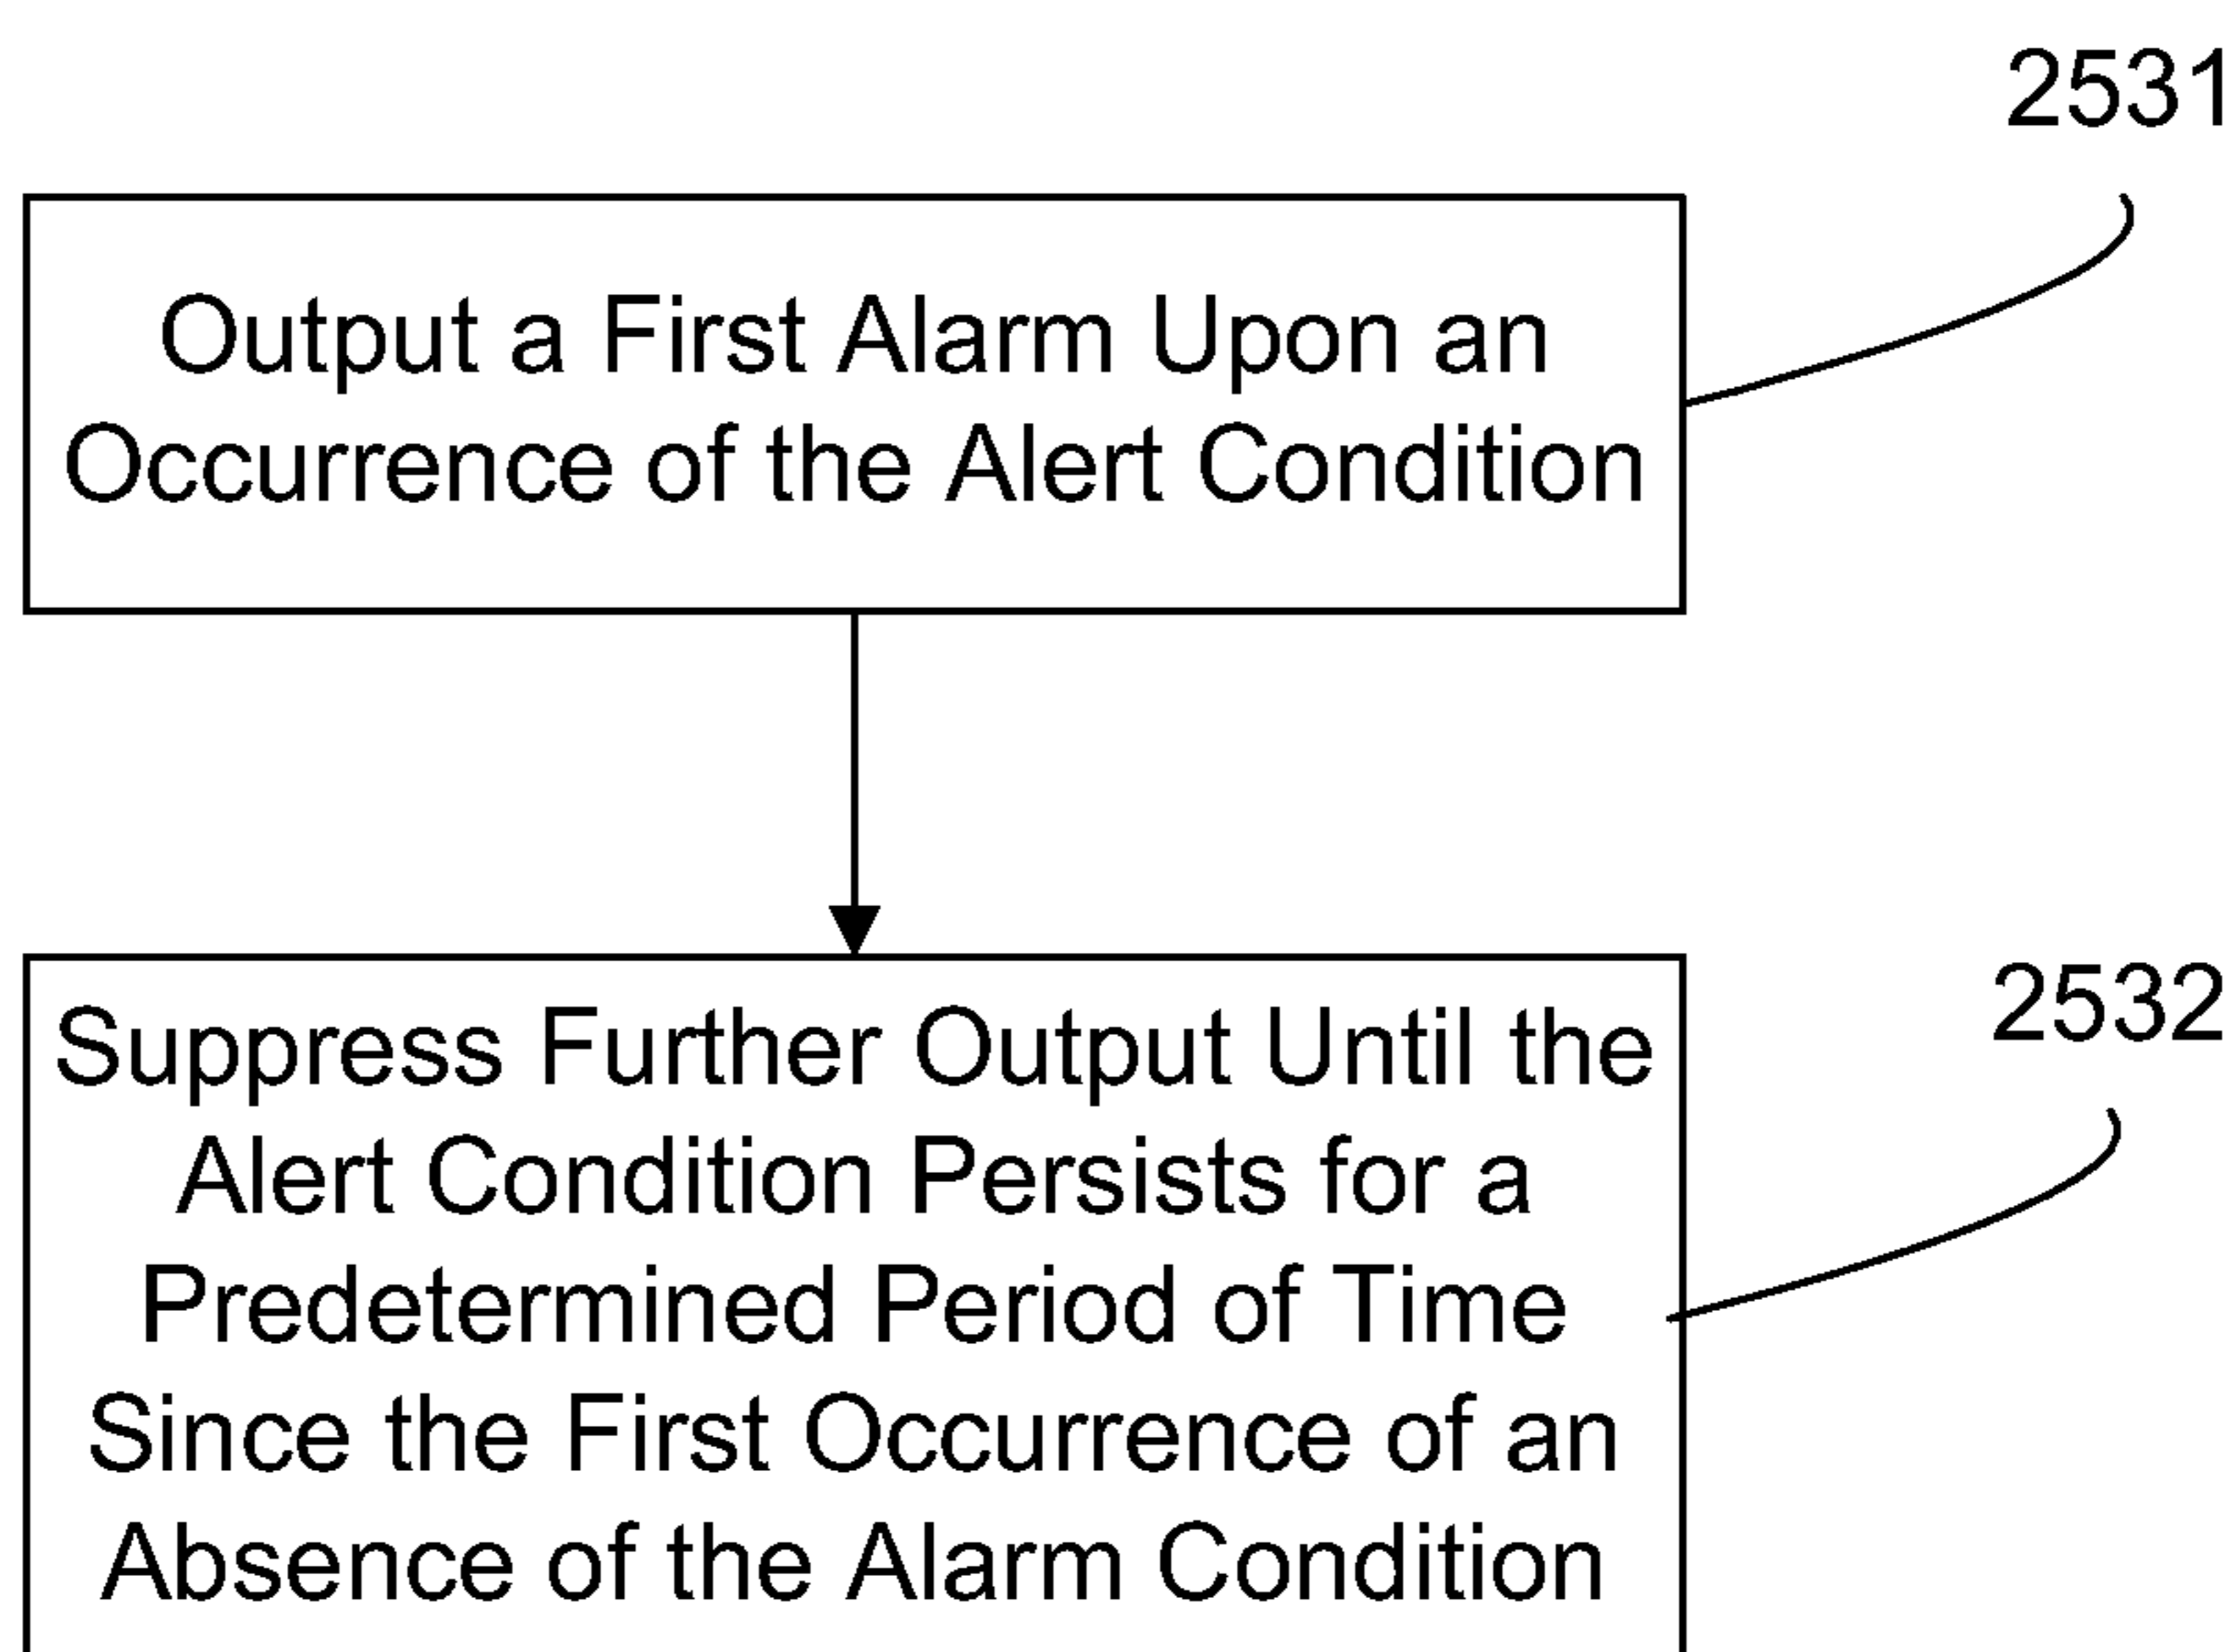 2531
Output a First Alarm Upon an
Occurrence of the Alert Condition
2532
Suppress Further Output Until the
Alert Condition Persists for a
Predetermined Period of Time
Since the First Occurrence of an
Absence of the Alarm Condition